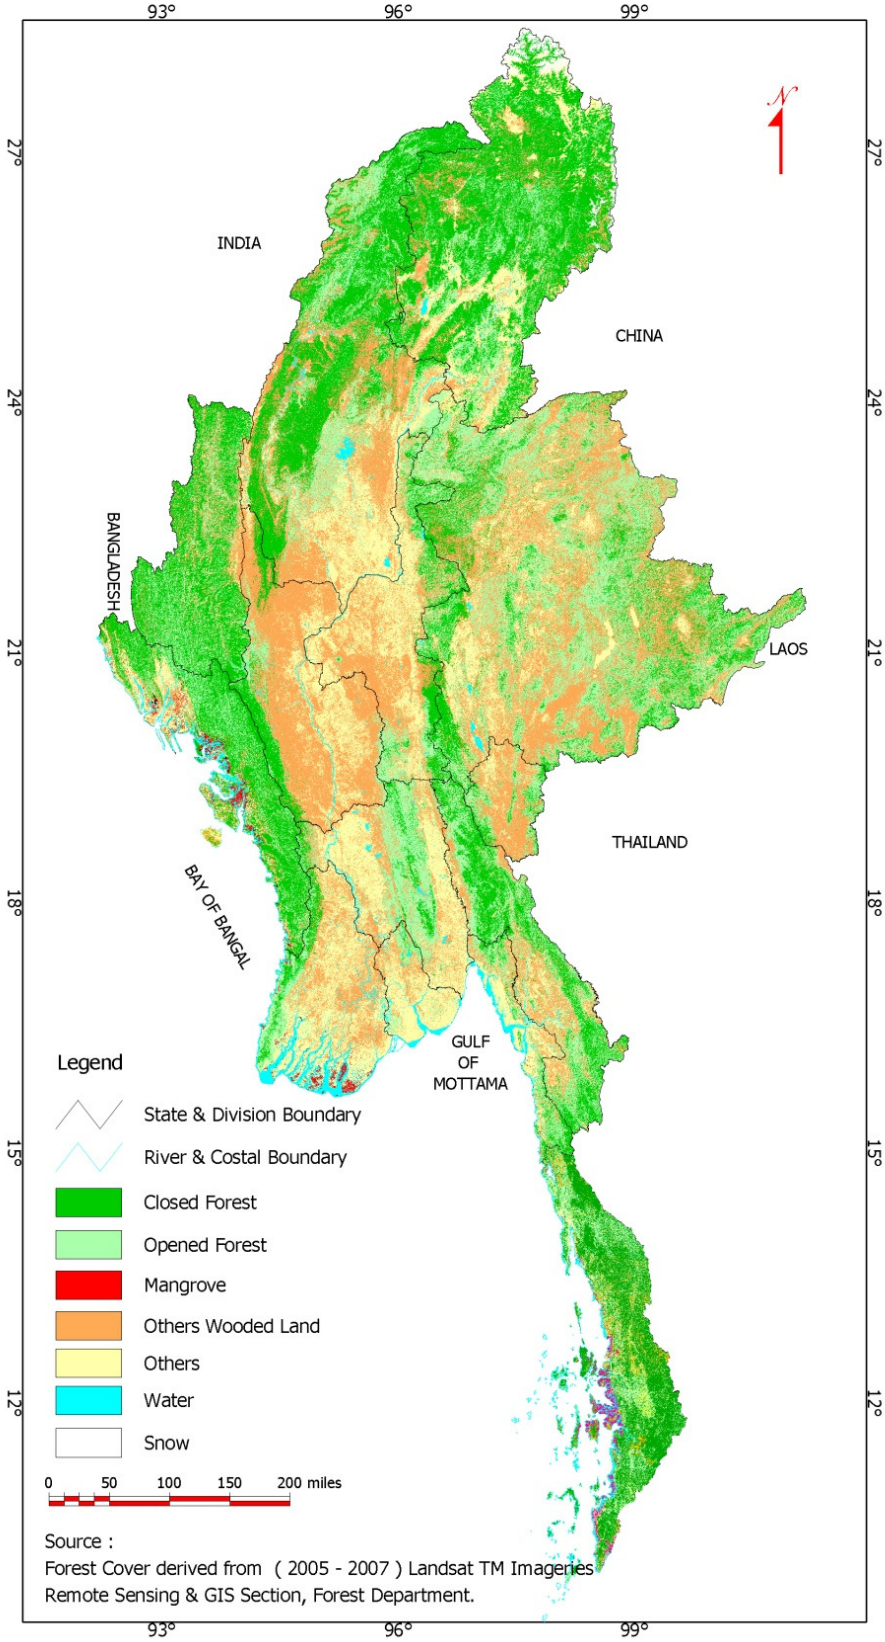 93° 96° 99°
N
27° 27°
INDIA
CHINA
24° 24°
BANGLADESH
21° 21°
LAOS
THAILAND
18° 18°
BAY OF BANGAL
GULF
OF
MOTTAMA
15° 15°
12° 12°
Legend
State & Division Boundary
River & Costal Boundary
Closed Forest
Opened Forest
Mangrove
Others Wooded Land
Others
Water
Snow
0 50 100 150 200 miles
Source :
Forest Cover derived from ( 2005 - 2007 ) Landsat TM Imageries
Remote Sensing & GIS Section, Forest Department.
93° 96° 99°